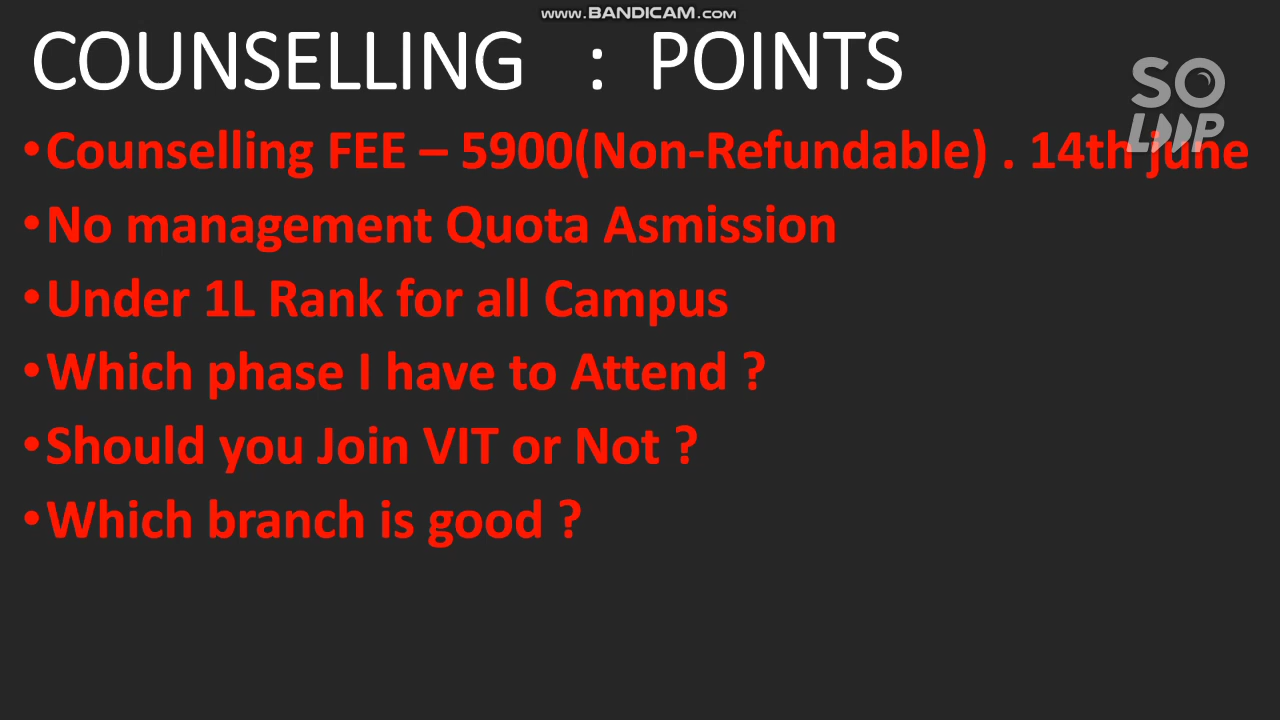 www.BANDICAM.com
COUNSELLING : POINTS
SO
LOOP
•Counselling FEE – 5900(Non-Refundable) . 14th june
•No management Quota Asmission
•Under 1L Rank for all Campus
•Which phase I have to Attend ?
•Should you Join VIT or Not ?
•Which branch is good ?